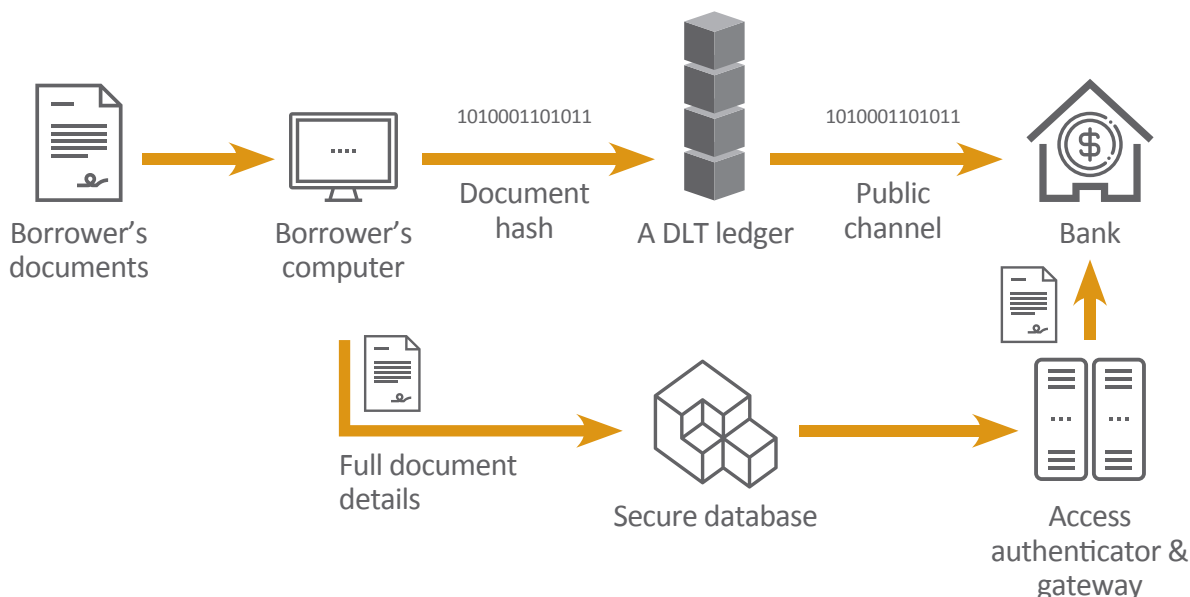 1010001101011
1010001101011
$
Borrower's
documents
Borrower's
computer
Document
hash
A DLT ledger
Public
channel
Bank
Full document
details
Secure database
Access
authenticator &
gateway